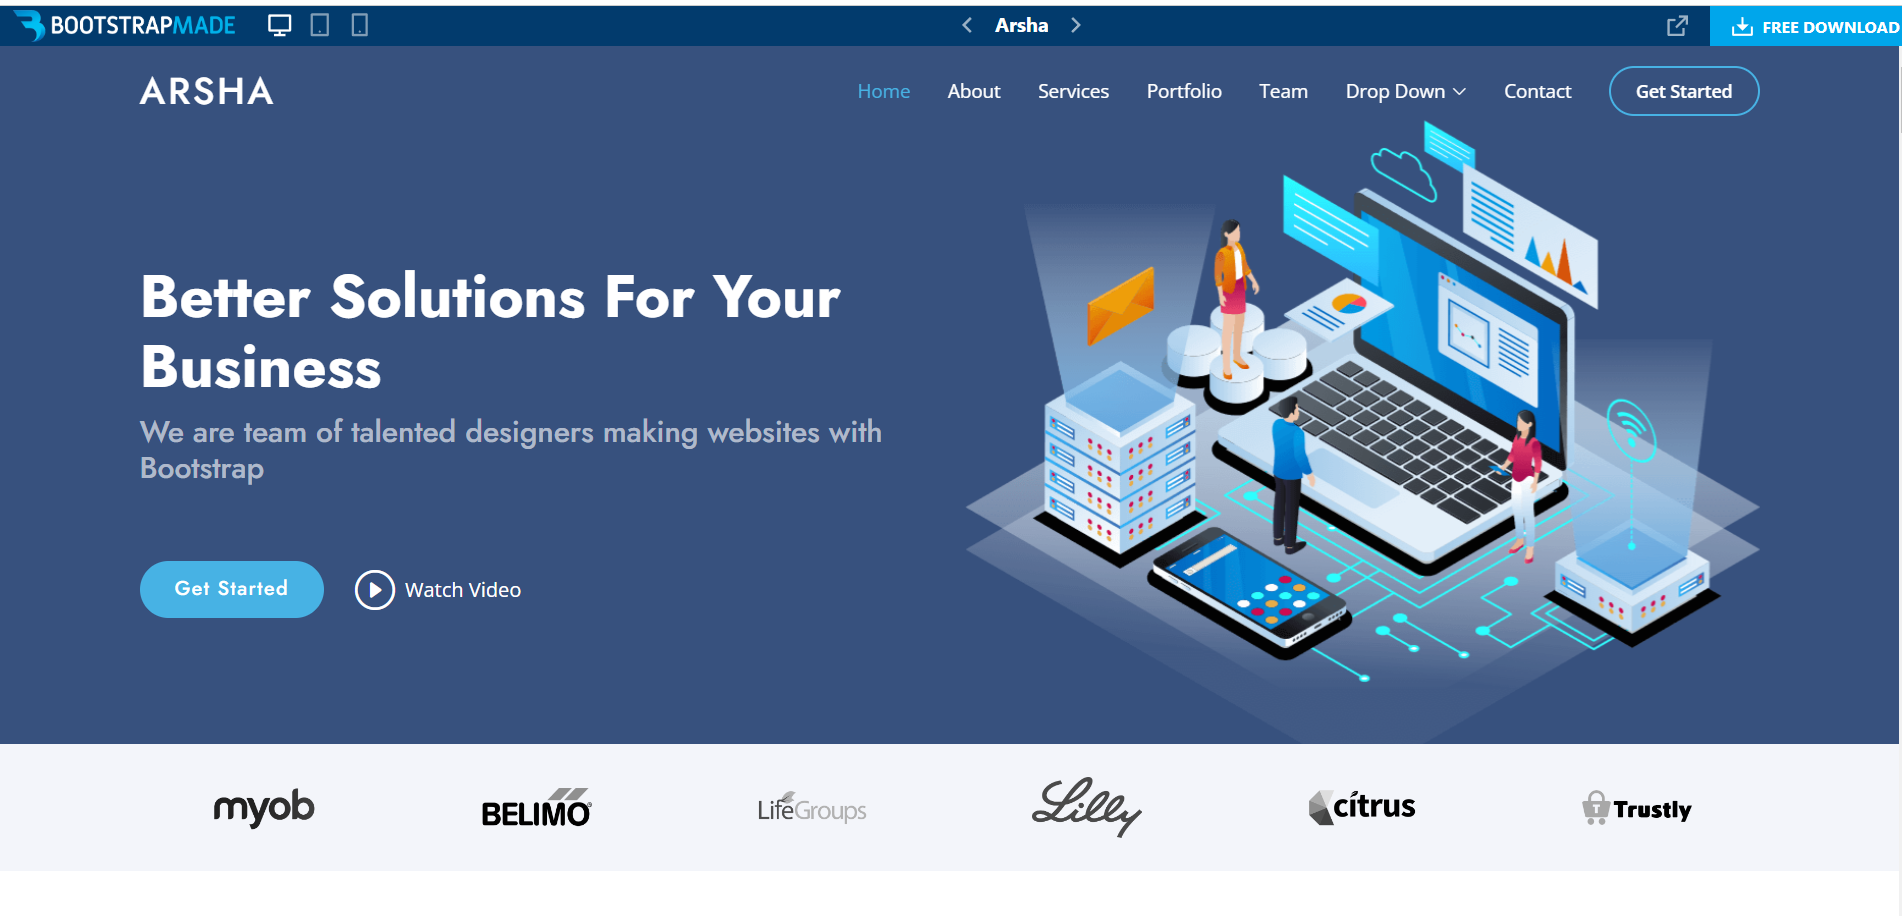 BOOTSTRAPMADE
Arsha
FREE DOWNLOAD
ARSHA
Home
About
Services
Portfolio
Team
Drop Down
Contact
Get Started
Better Solutions For Your
Business
We are team of talented designers making websites with
Bootstrap
Get Started
Watch Video
myob
BELIMO®
LifeGroups
Lilly
citrus
T
Trustly